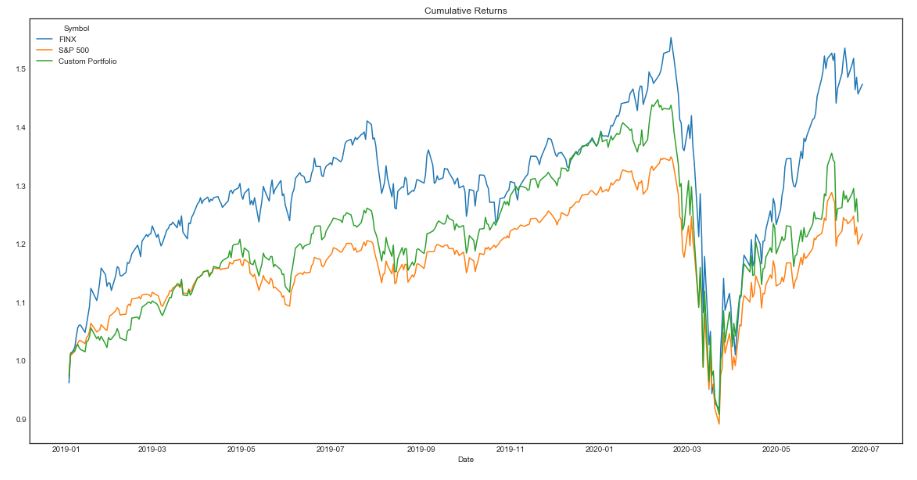 Cumulative Returns
Symbol
FINX
S&P 500
Custom Portfolio
1.5
1.4
1.3
1.2
1.1
1.0
0.9
2019-01 2019-03 2019-05 2019-07 2019-09 2019-11 2020-01 2020-03 2020-05 2020-07
Date